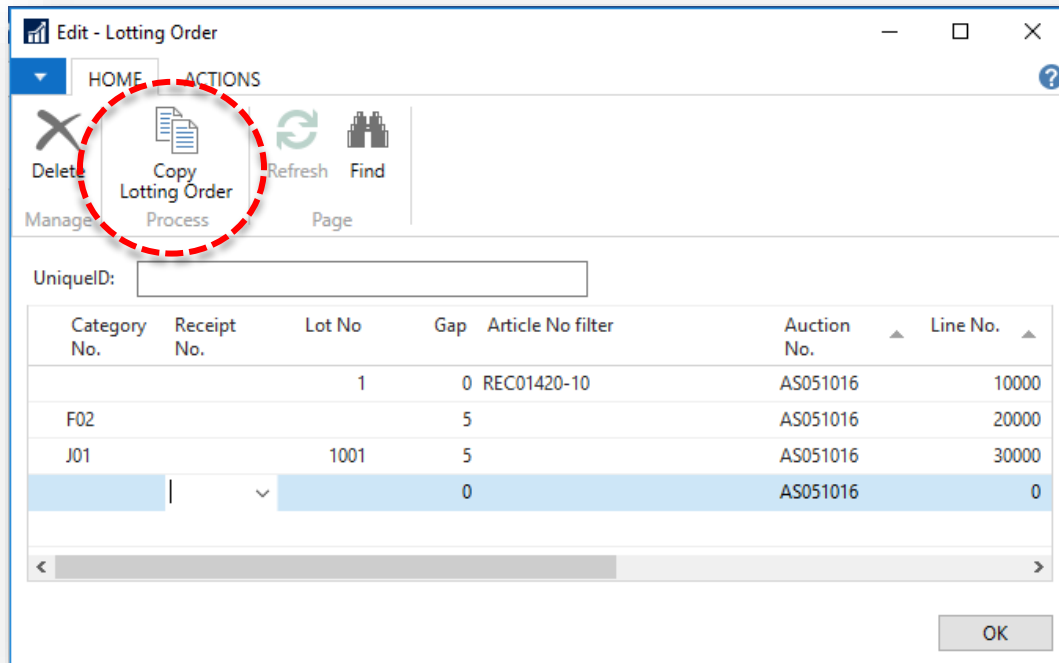 Edit - Lotting Order
HOME ACTIONS
Delete Copy Lotting Order Refresh Find
Manage Process Page
UniqueID:
Category No. Receipt No. Lot No Gap Article No filter Auction No. Line No.
1 0 REC01420-10 AS051016 10000
F02 5 AS051016 20000
J01 1001 5 AS051016 30000
0 AS051016 0
OK